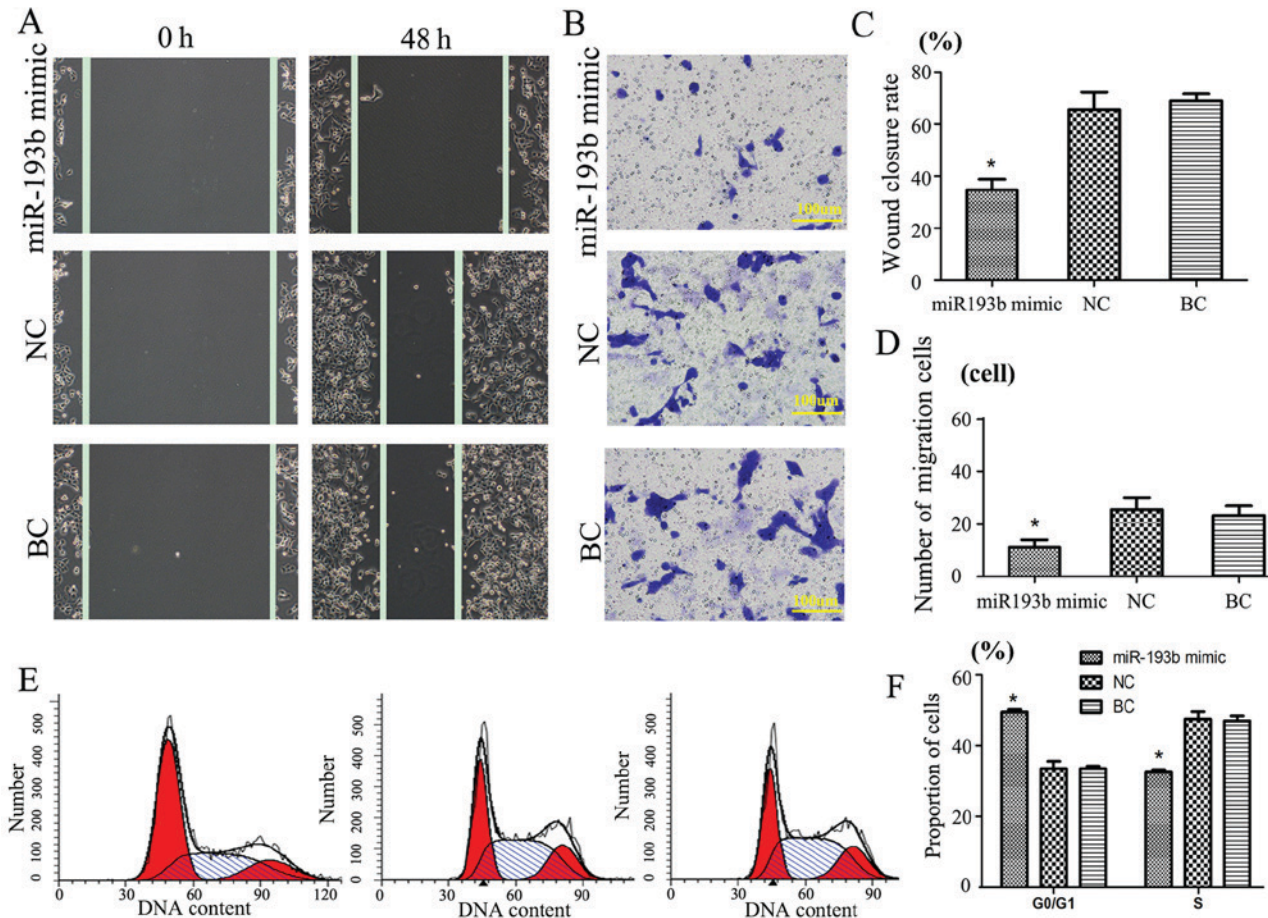 A
0 h
48 h
miR-193b mimic
NC
BC
B
miR-193b mimic
100um
NC
100um
BC
100um
C
(%)
Wound closure rate
80
60
40
20
0
*
miR193b mimic
NC
BC
D
(cell)
Number of migration cells
60
40
20
0
*
miR193b mimic
NC
BC
E
Number
500
400
300
200
100
0
0 30 60 90 120
DNA content
Number
500
400
300
200
100
0
0 30 60 90
DNA content
Number
500
400
300
200
100
0
0 30 60 90
DNA content
F
(%)
miR-193b mimic
NC
BC
Proportion of cells
60
40
20
0
*
*
G0/G1
S